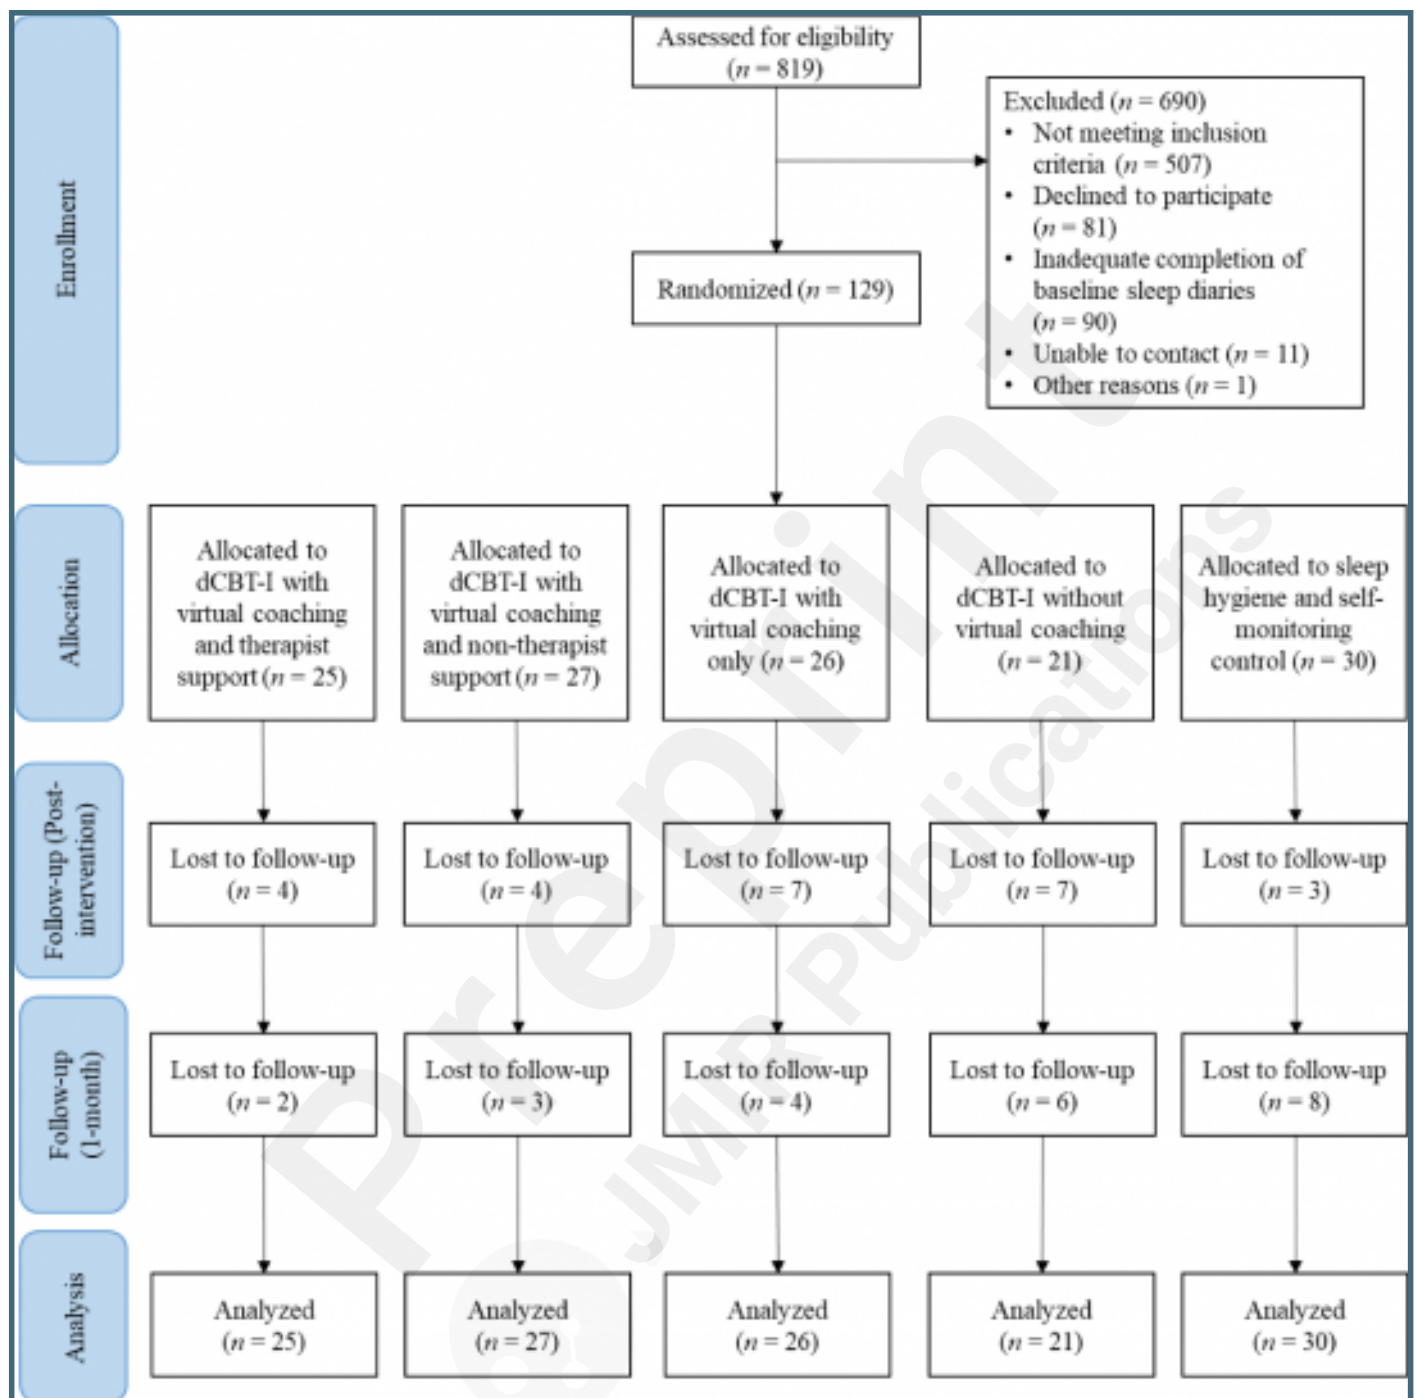 Assessed for eligibility
(n = 819)
Excluded (n = 690)
• Not meeting inclusion
criteria (n = 507)
• Declined to participate
(n = 81)
• Inadequate completion of
baseline sleep diaries
(n = 90)
• Unable to contact (n = 11)
• Other reasons (n = 1)
Enrollment
Randomized (n = 129)
Allocation
Allocated to
dCBT-I with
virtual coaching
and therapist
support (n = 25)
Allocated to
dCBT-I with
virtual coaching
and non-therapist
support (n = 27)
Allocated to
dCBT-I with
virtual coaching
only (n = 26)
Allocated to
dCBT-I without
virtual coaching
(n = 21)
Allocated to sleep
hygiene and self-
monitoring
control (n = 30)
Follow-up (Post-
intervention)
Lost to follow-up
(n = 4)
Lost to follow-up
(n = 4)
Lost to follow-up
(n = 7)
Lost to follow-up
(n = 7)
Lost to follow-up
(n = 3)
Follow-up
(1-month)
Lost to follow-up
(n = 2)
Lost to follow-up
(n = 3)
Lost to follow-up
(n = 4)
Lost to follow-up
(n = 6)
Lost to follow-up
(n = 8)
Analysis
Analyzed
(n = 25)
Analyzed
(n = 27)
Analyzed
(n = 26)
Analyzed
(n = 21)
Analyzed
(n = 30)
Preprint
JMIR Publications